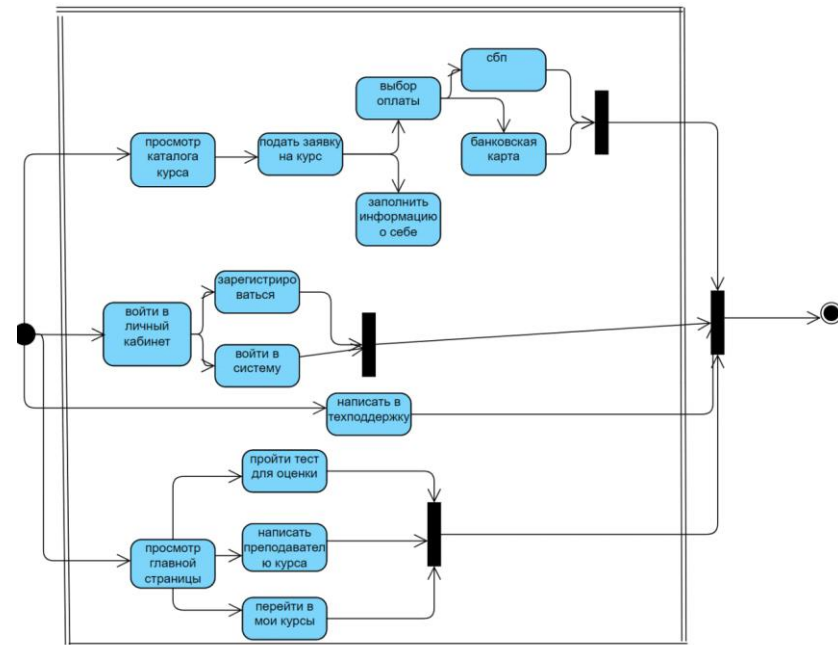 сбп
выбор
оплаты
просмотр
каталога
курса
подать заявку
на курс
банковская
карта
заполнить
информацию
о себе
зарегистриро
ваться
войти в
личный
кабинет
войти в
систему
написать в
техподдержку
пройти тест
для оценки
написать
преподавател
ю курса
просмотр
главной
страницы
перейти в
мои курсы